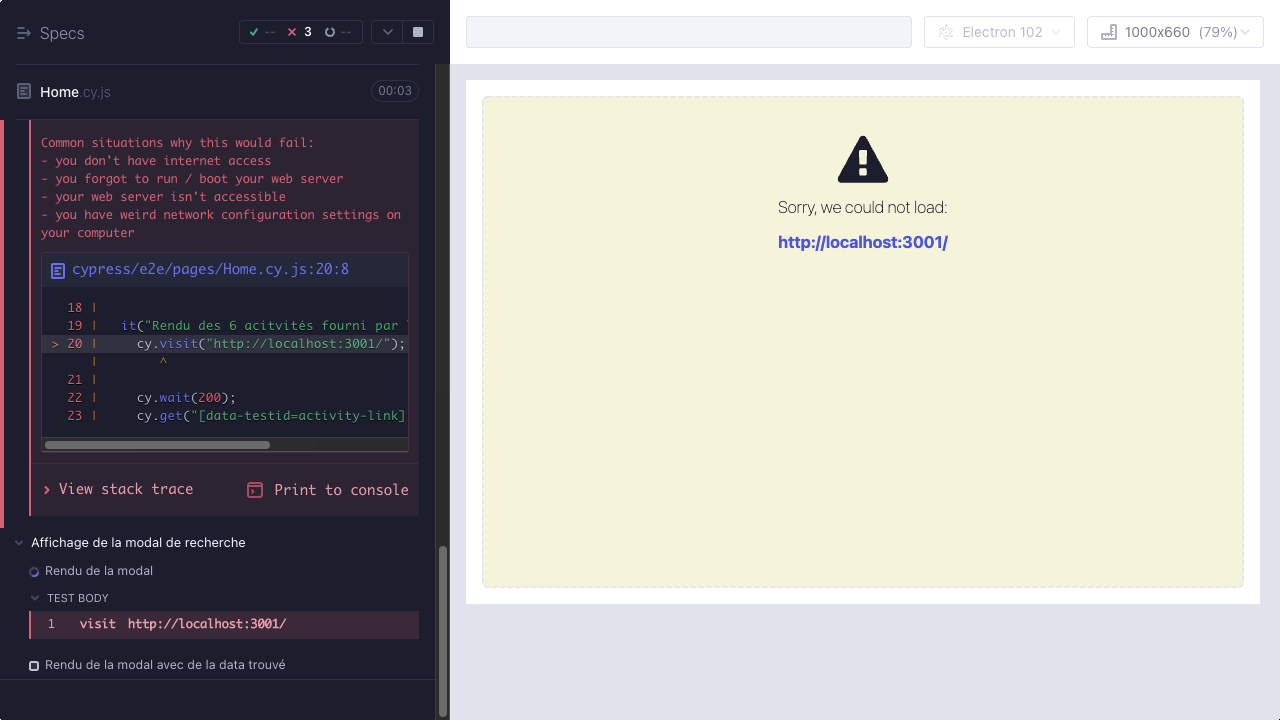 Specs
--
3
--
Electron 102
1000x660 (79%)
Home.cy.js
00:03
Common situations why this would fail:
- you don't have internet access
- you forgot to run / boot your web server
- your web server isn't accessible
- you have weird network configuration settings on
your computer
cypress/e2e/pages/Home.cy.js:20:8
18 |
19 | it("Rendu des 6 acitvités fourni par
> 20 | cy.visit("http://localhost:3001/");
| ^
21 |
22 | cy.wait(200);
23 | cy.get("[data-testid=activity-link]
View stack trace
Print to console
Affichage de la modal de recherche
Rendu de la modal
TEST BODY
1 visit http://localhost:3001/
Rendu de la modal avec de la data trouvé
Sorry, we could not load:
http://localhost:3001/